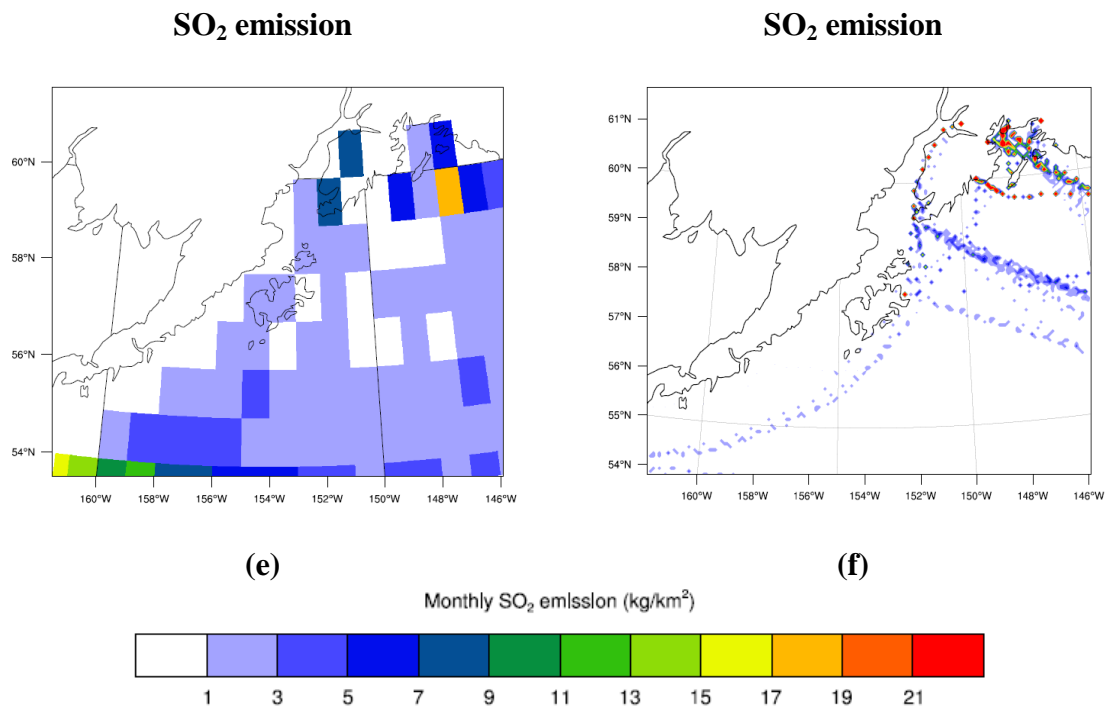 SO₂ emission
SO₂ emission
60°N
58°N
56°N
54°N
160°W 158°W 156°W 154°W 152°W 150°W 148°W 146°W
61°N
60°N
59°N
58°N
57°N
56°N
55°N
54°N
160°W 158°W 156°W 154°W 152°W 150°W 148°W 146°W
(e)
(f)
Monthly SO₂ emission (kg/km²)
1 3 5 7 9 11 13 15 17 19 21